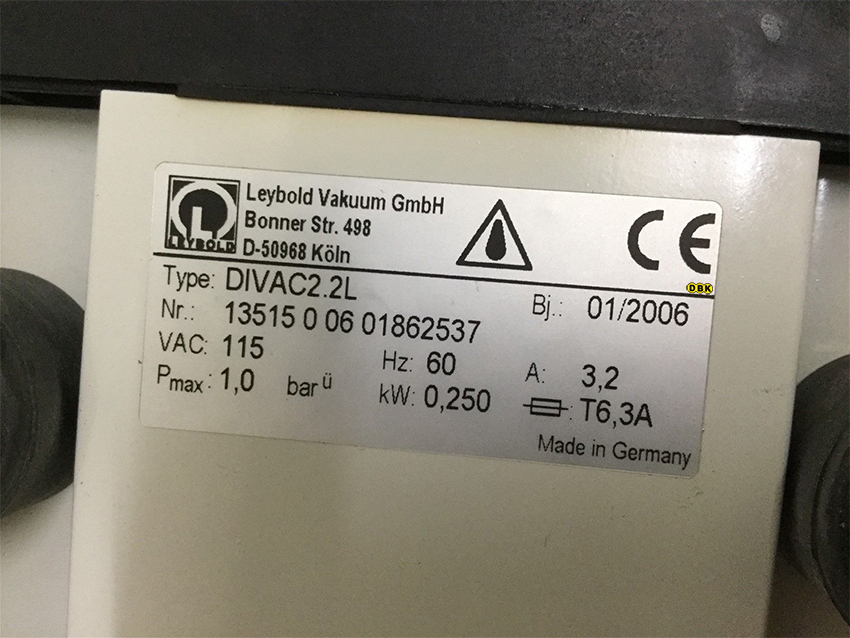 LEYBOLD
Leybold Vakuum GmbH
Bonner Str. 498
D-50968 Köln
CE
DBK
Type: DIVAC2.2L
Bj.: 01/2006
Nr.: 13515 0 06 01862537
VAC: 115 Hz: 60 A: 3,2
Pmax: 1,0 bar ü kW: 0,250 : T6,3A
Made in Germany